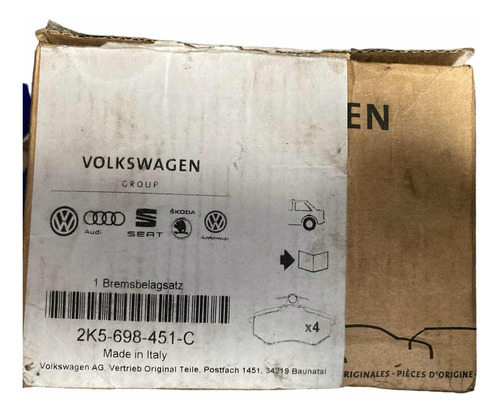 EN
VOLKSWAGEN
GROUP
Audi
SEAT
ŠKODA
1 Bremsbelagsatz
x4
2K5-698-451-C
Made in Italy
Volkswagen AG, Vertrieb Original Teile, Postfach 1451, 34219 Baunatal
RIGINALES - PIÈCES D'ORIGINE